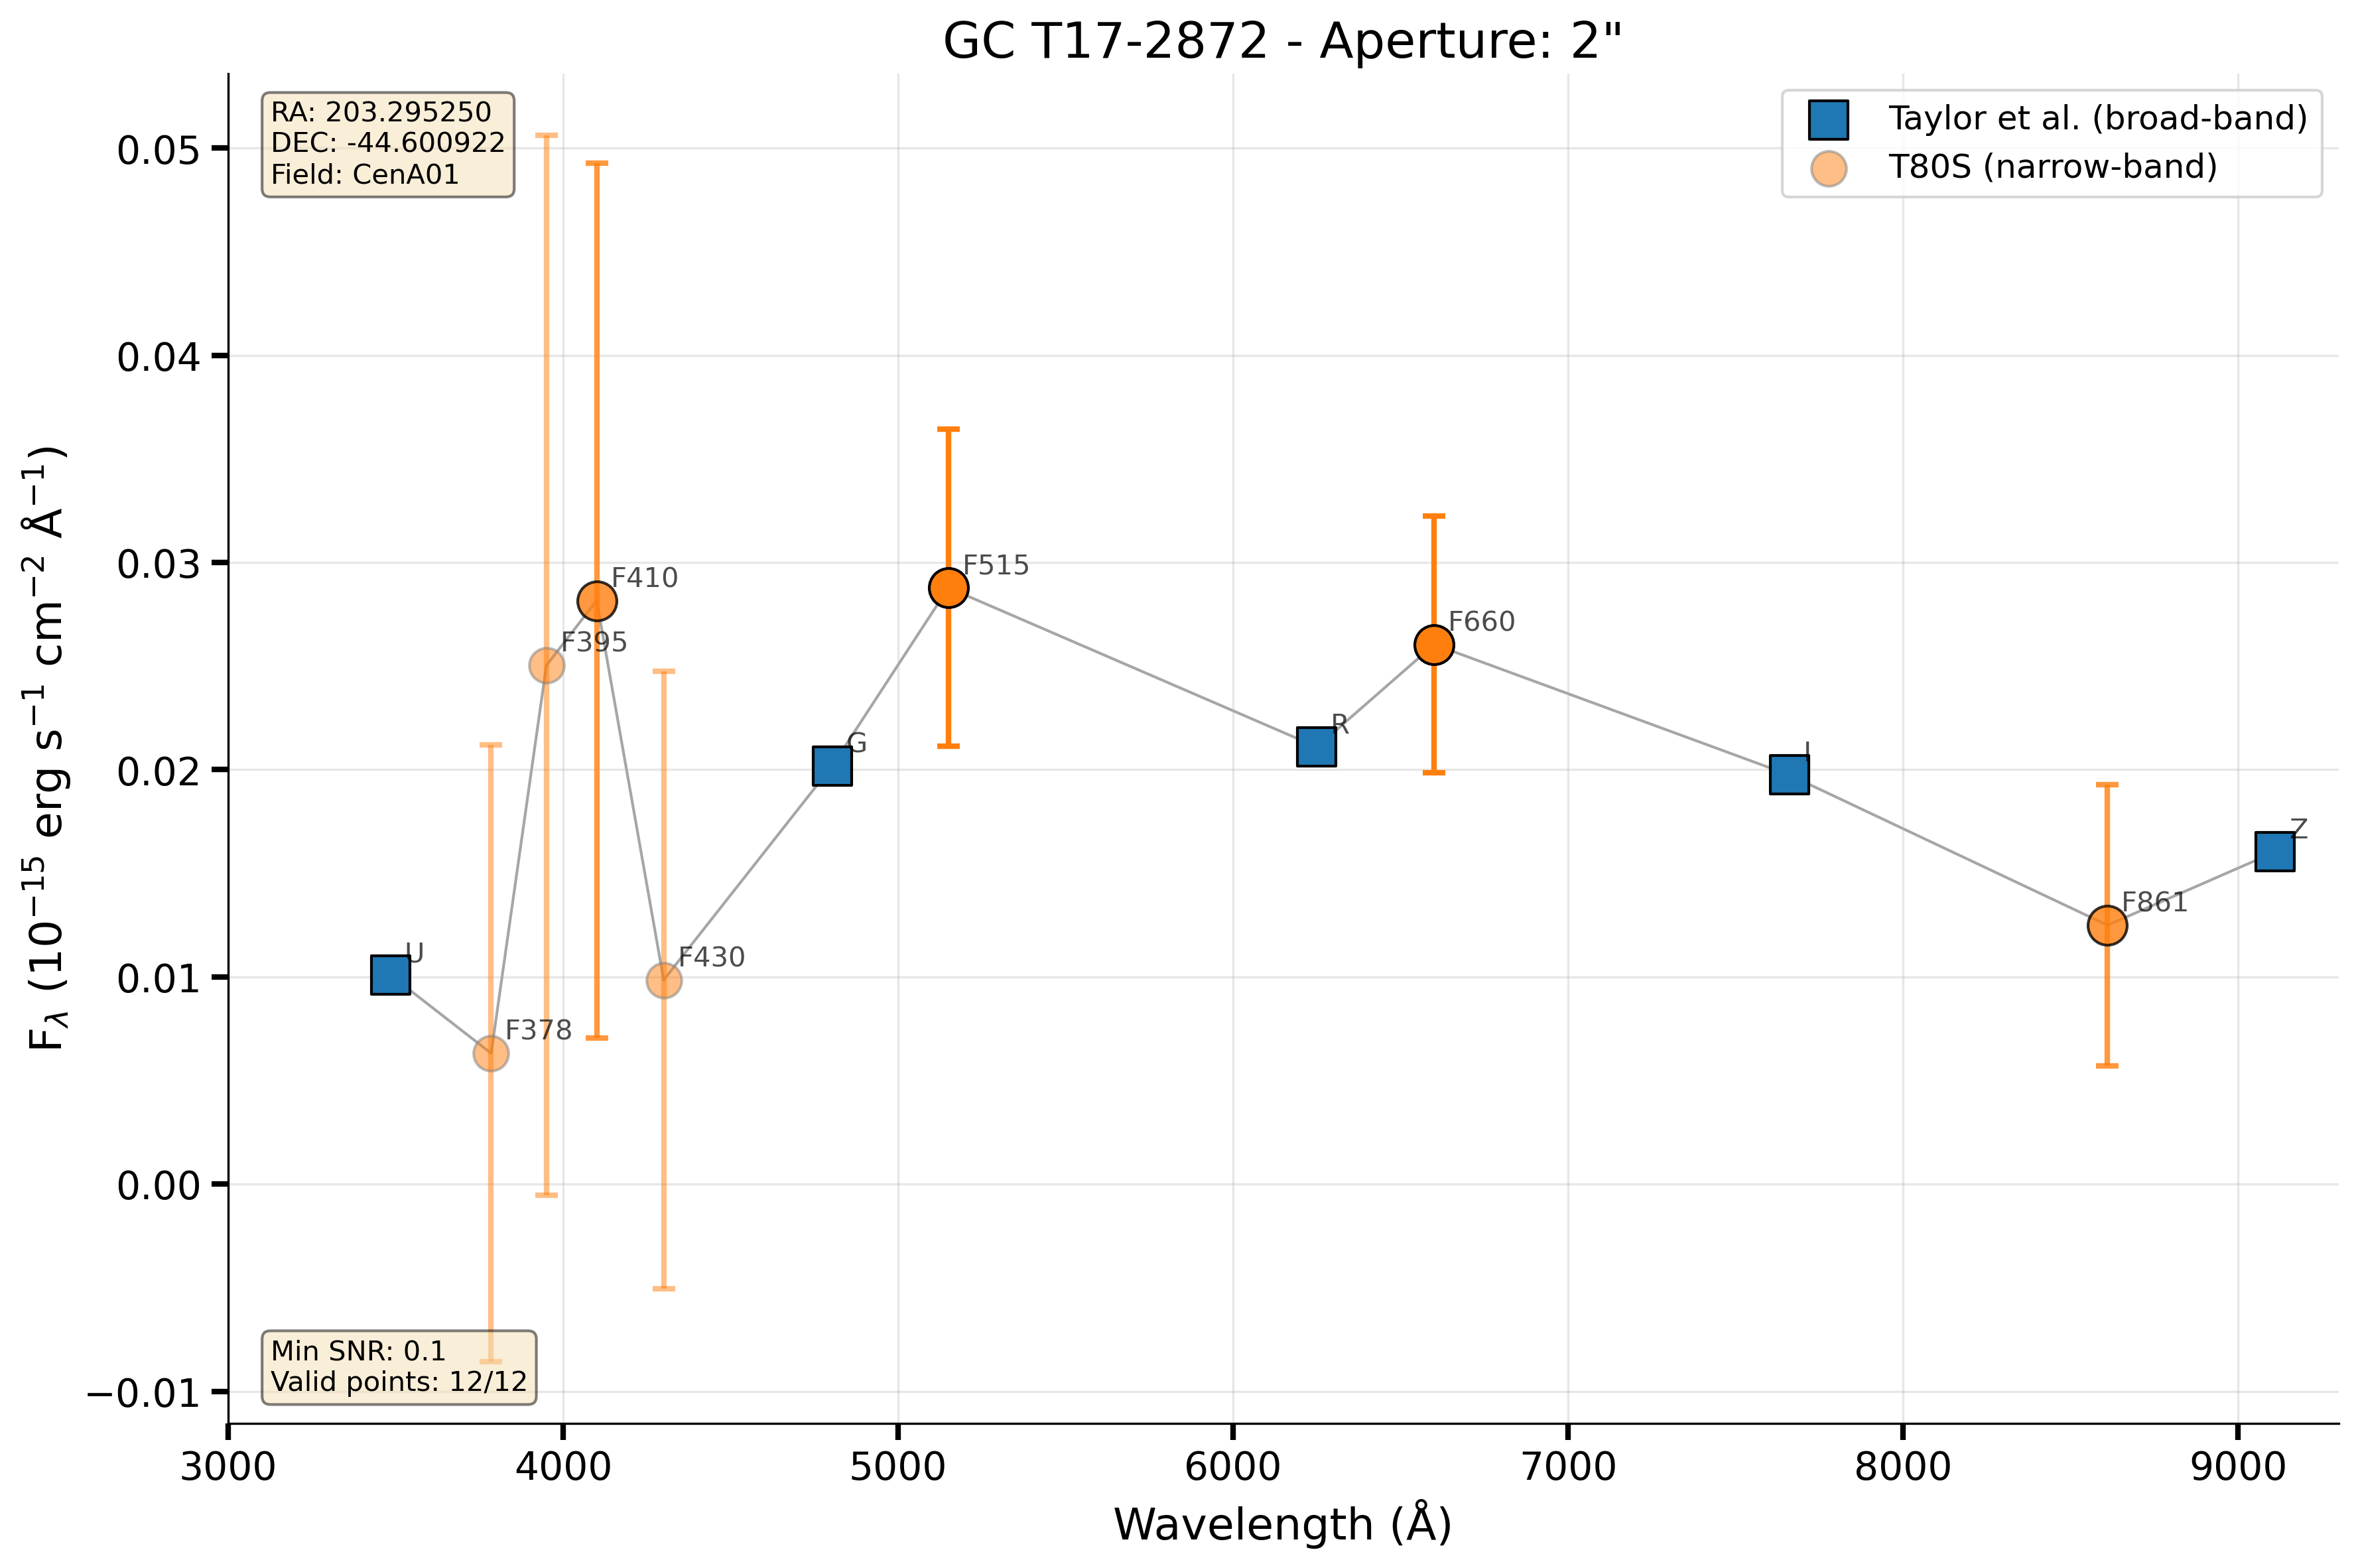 GC T17-2872 - Aperture: 2"
RA: 203.295250
DEC: -44.600922
Field: CenA01
Taylor et al. (broad-band)
T80S (narrow-band)
0.05
0.04
0.03
0.02
0.01
0.00
−0.01
F$_λ$ (10$^{−15}$ erg s$^{−1}$ cm$^{−2}$ Å$^{−1}$)
U
F378
F395
F410
F430
G
F515
R
F660
I
F861
Z
Min SNR: 0.1
Valid points: 12/12
3000 4000 5000 6000 7000 8000 9000
Wavelength (Å)